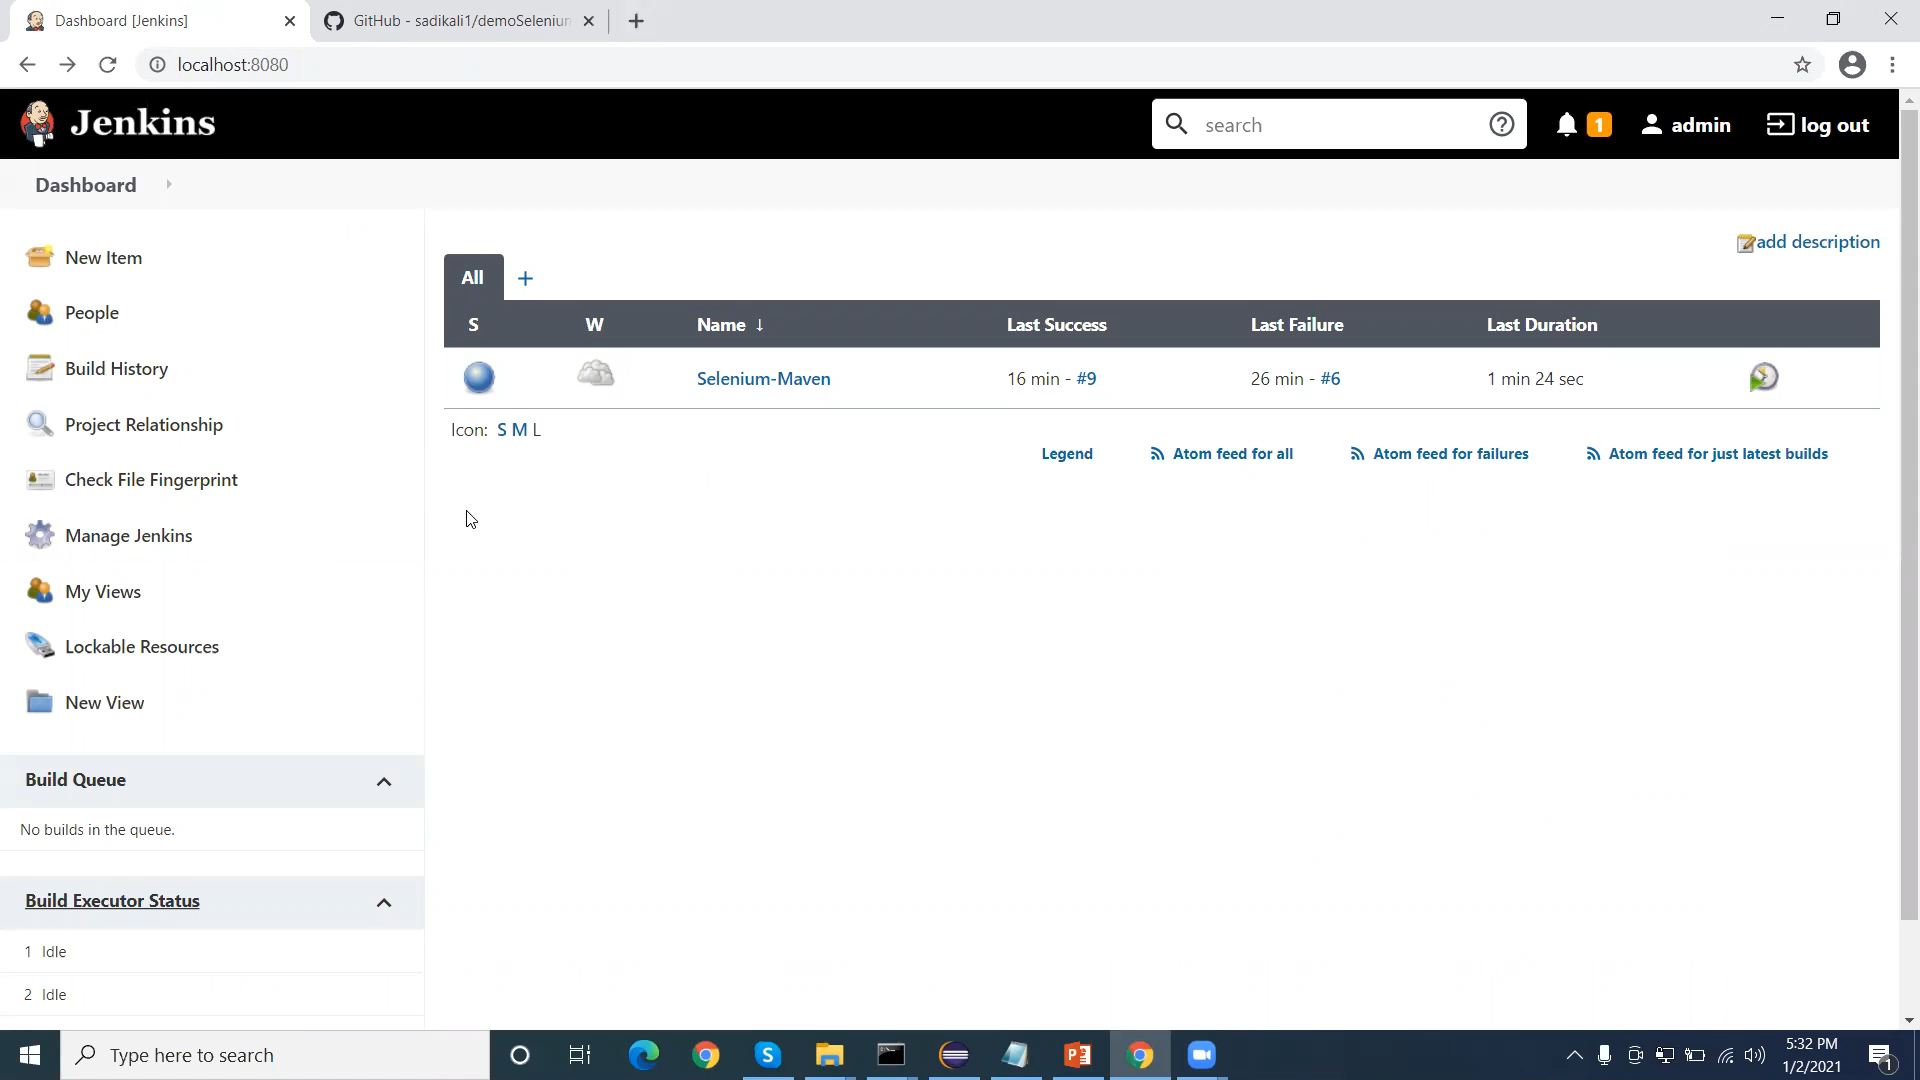 Dashboard [Jenkins]
GitHub - sadikali1/demoSelenium
localhost:8080
Jenkins
search
1
admin
log out
Dashboard
New Item
People
Build History
Project Relationship
Check File Fingerprint
Manage Jenkins
My Views
Lockable Resources
New View
Build Queue
No builds in the queue.
Build Executor Status
1 Idle
2 Idle
add description
All +
S W Name ↓ Last Success Last Failure Last Duration
Selenium-Maven 16 min - #9 26 min - #6 1 min 24 sec
Icon: S M L
Legend Atom feed for all Atom feed for failures Atom feed for just latest builds
Type here to search
5:32 PM
1/2/2021
1